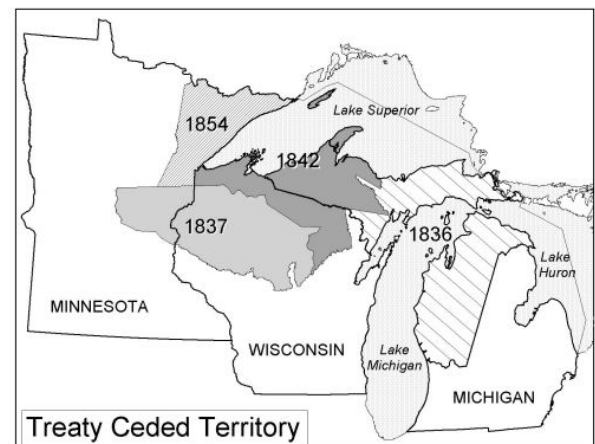 1854
Lake Superior
1842
1837
1836
Lake
Huron
MINNESOTA
WISCONSIN
Lake
Michigan
MICHIGAN
Treaty Ceded Territory